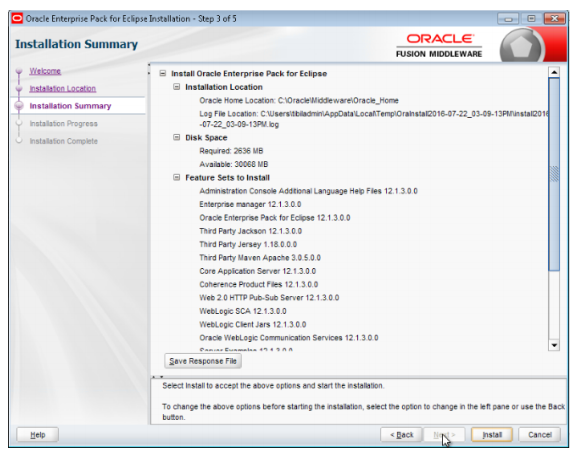 Oracle Enterprise Pack for Eclipse Installation - Step 3 of 5
Installation Summary
ORACLE
FUSION MIDDLEWARE
Welcome
Installation Location
Installation Summary
Installation Progress
Installation Complete
Install Oracle Enterprise Pack for Eclipse
Installation Location
Oracle Home Location: C:\Oracle\Middleware\Oracle_Home
Log File Location: C:\Users\tibiladmin\AppData\Local\Temp\OraInstall2016-07-22_03-09-13PM\install2016
-07-22_03-09-13PM.log
Disk Space
Required: 2636 MB
Available: 30068 MB
Feature Sets to Install
Administration Console Additional Language Help Files 12.1.3.0.0
Enterprise manager 12.1.3.0.0
Oracle Enterprise Pack for Eclipse 12.1.3.0.0
Third Party Jackson 12.1.3.0.0
Third Party Jersey 1.18.0.0.0
Third Party Maven Apache 3.0.5.0.0
Core Application Server 12.1.3.0.0
Coherence Product Files 12.1.3.0.0
Web 2.0 HTTP Pub-Sub Server 12.1.3.0.0
WebLogic SCA 12.1.3.0.0
WebLogic Client Jars 12.1.3.0.0
Oracle WebLogic Communication Services 12.1.3.0.0
Server Examples 12.1.3.0.0
Save Response File
Select Install to accept the above options and start the installation.
To change the above options before starting the installation, select the option to change in the left pane or use the Back
button.
Help
< Back
Next >
Install
Cancel